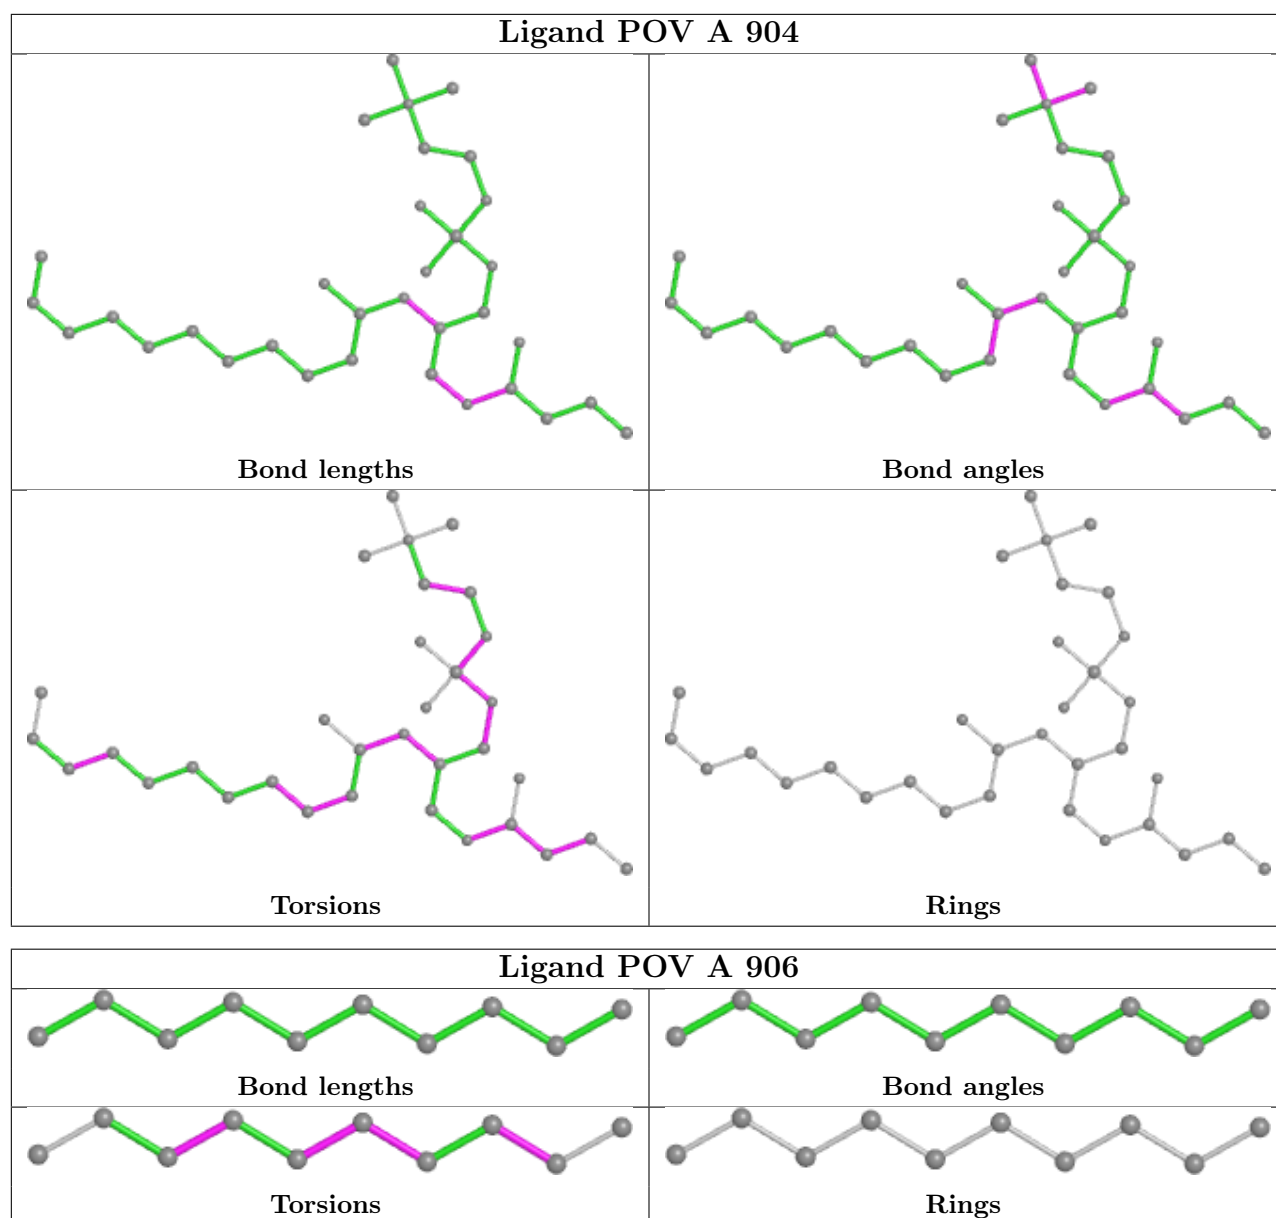 Ligand POV A 904
Bond lengths
Bond angles
Torsions
Rings
Ligand POV A 906
Bond lengths
Bond angles
Torsions
Rings